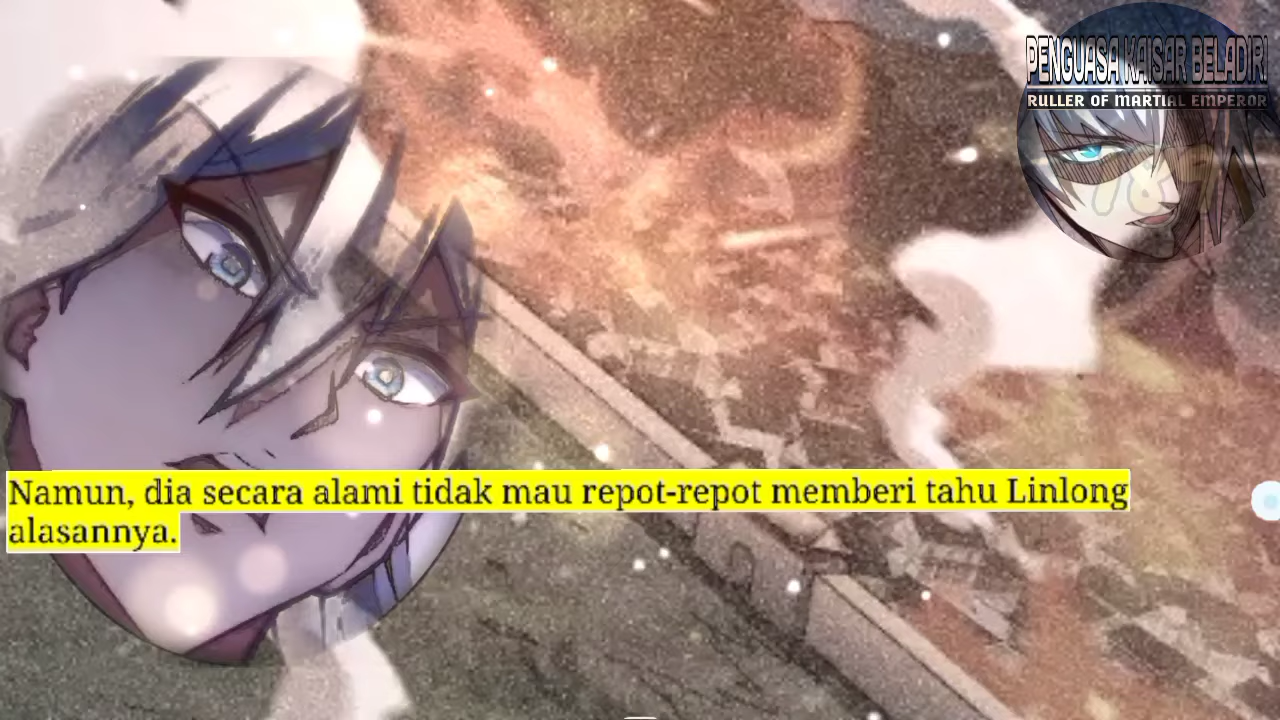 PENGUASA KAISAR BELADIRI
RULLER OF MARTIAL EMPEROR
Namun, dia secara alami tidak mau repot-repot memberi tahu Linlong
alasannya.